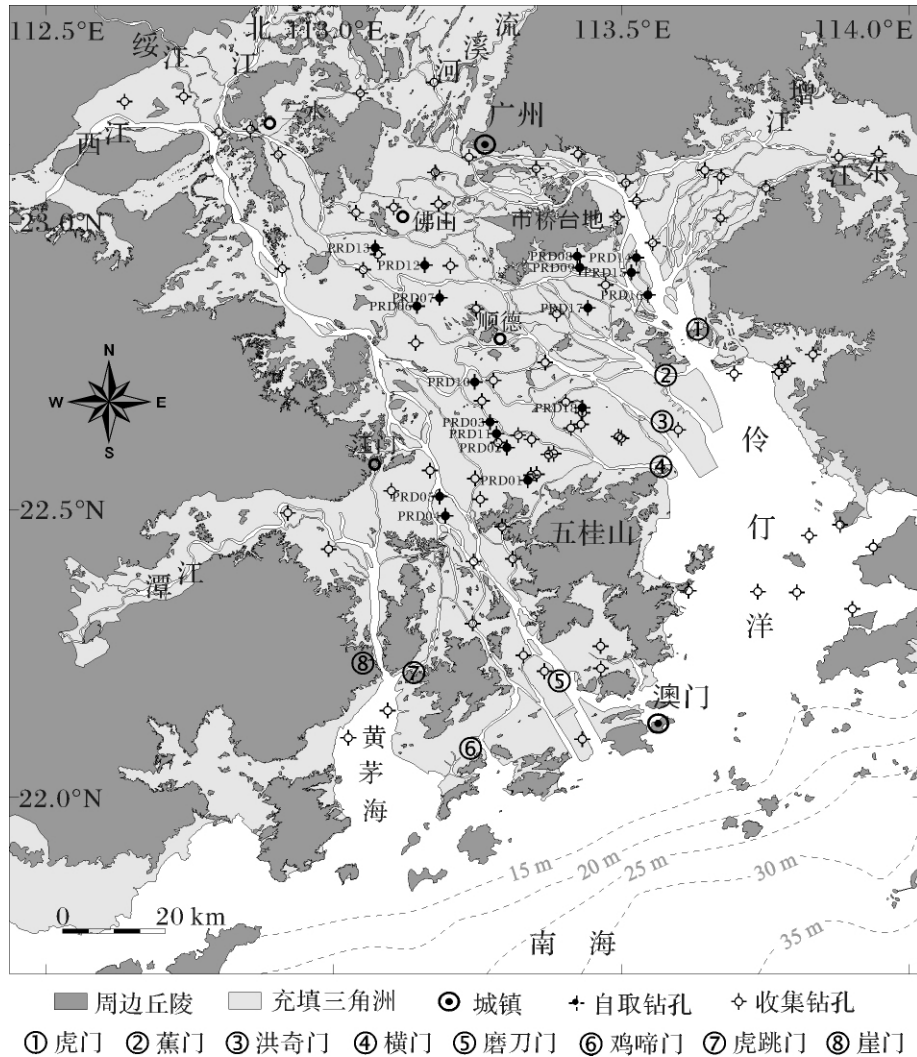 112.5°E
113.0°E
113.5°E
114.0°E
绥
江
北
江
流
溪
河
增
江
西
江
三水
广州
东
江
23.0°N
佛山
市桥台地
PRD13
PRD12
PRD08
PRD09
PRD14
PRD15
PRD16
PRD07
PRD06
PRD17
顺德
①
②
N
W
E
S
PRD10
PRD18
PRD03
PRD11
PRD02
③
④
伶
仃
洋
江门
PRD01
PRD05
PRD04
22.5°N
五桂山
潭
江
⑧
⑦
⑤
⑥
澳门
黄
茅
海
22.0°N
15 m
20 m
25 m
30 m
35 m
0 20 km
南 海
周边丘陵 充填三角洲 城镇 自取钻孔 收集钻孔
①虎门 ②蕉门 ③洪奇门 ④横门 ⑤磨刀门 ⑥鸡啼门 ⑦虎跳门 ⑧崖门